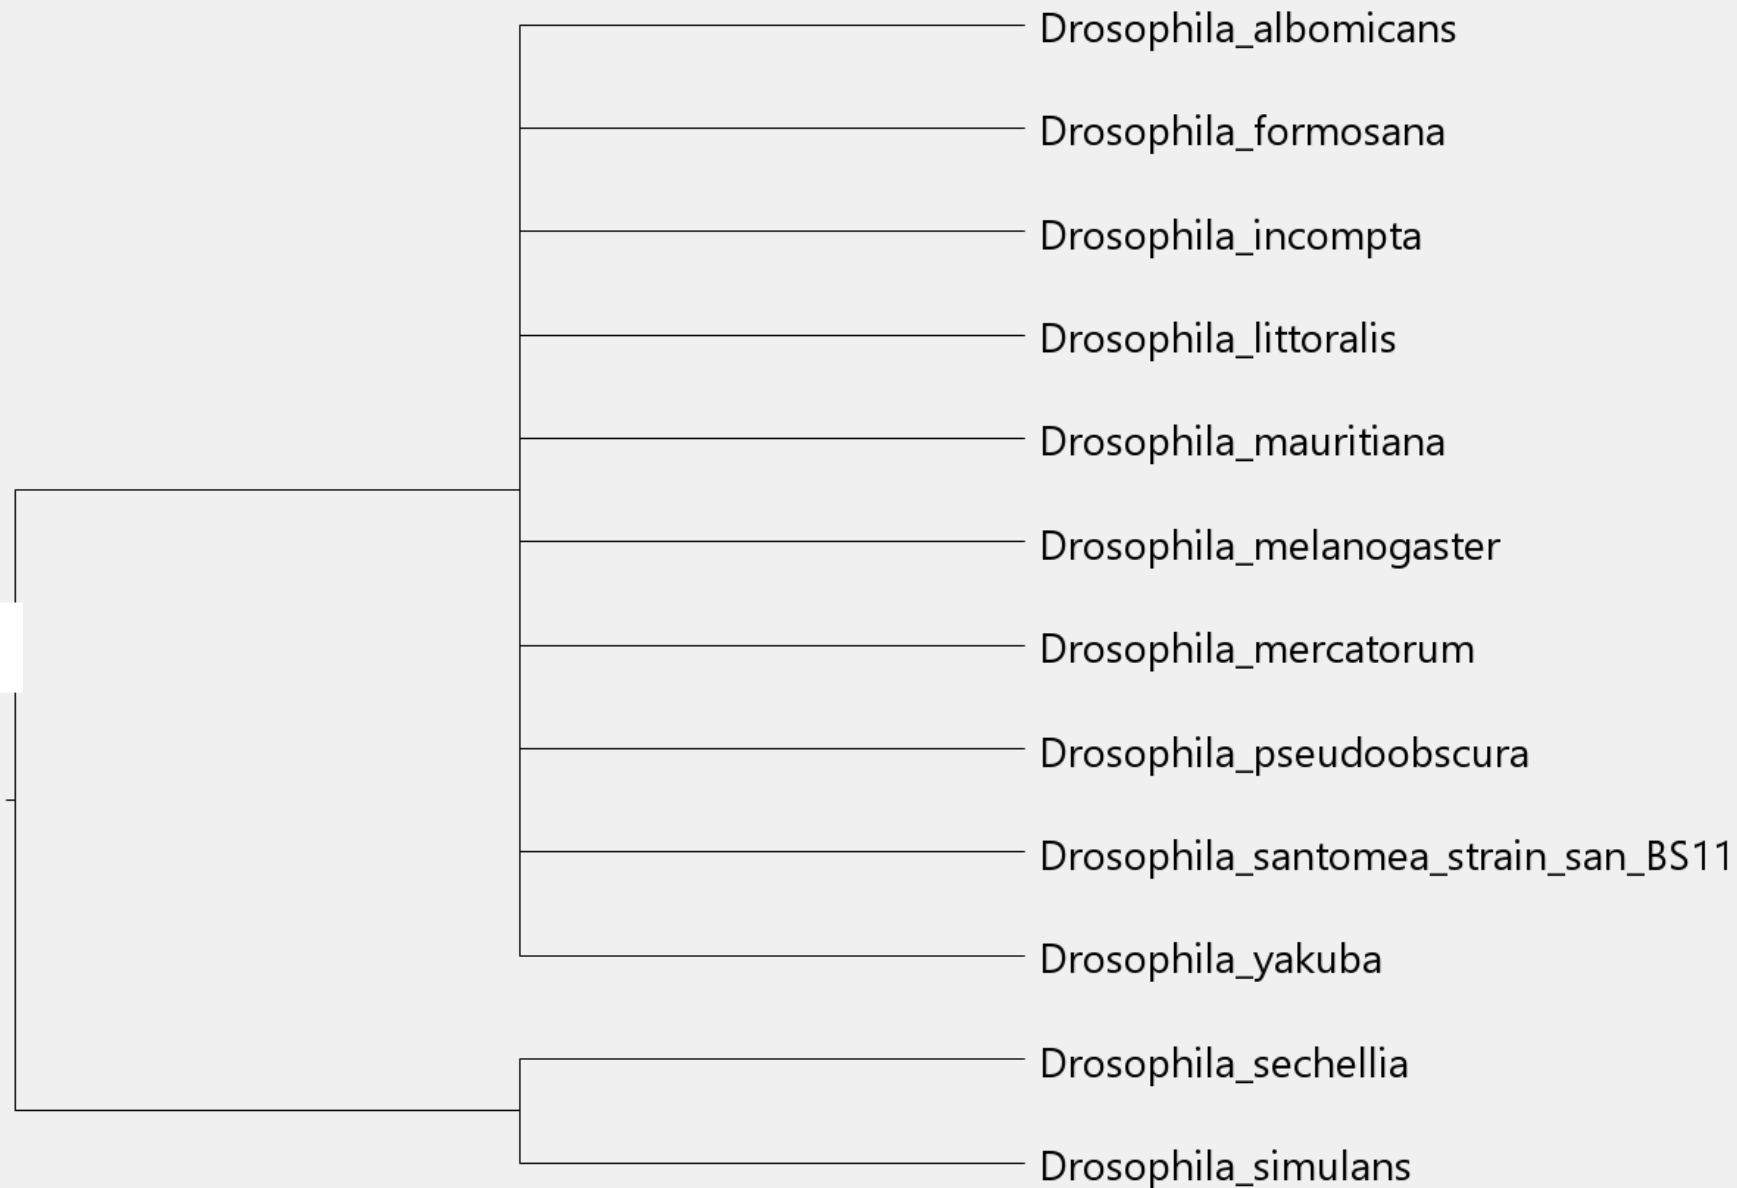 Drosophila_albomicans
Drosophila_formosana
Drosophila_incompta
Drosophila_littoralis
Drosophila_mauritiana
Drosophila_melanogaster
Drosophila_mercatorum
Drosophila_pseudoobscura
Drosophila_santomea_strain_san_BS11
Drosophila_yakuba
Drosophila_sechellia
Drosophila_simulans